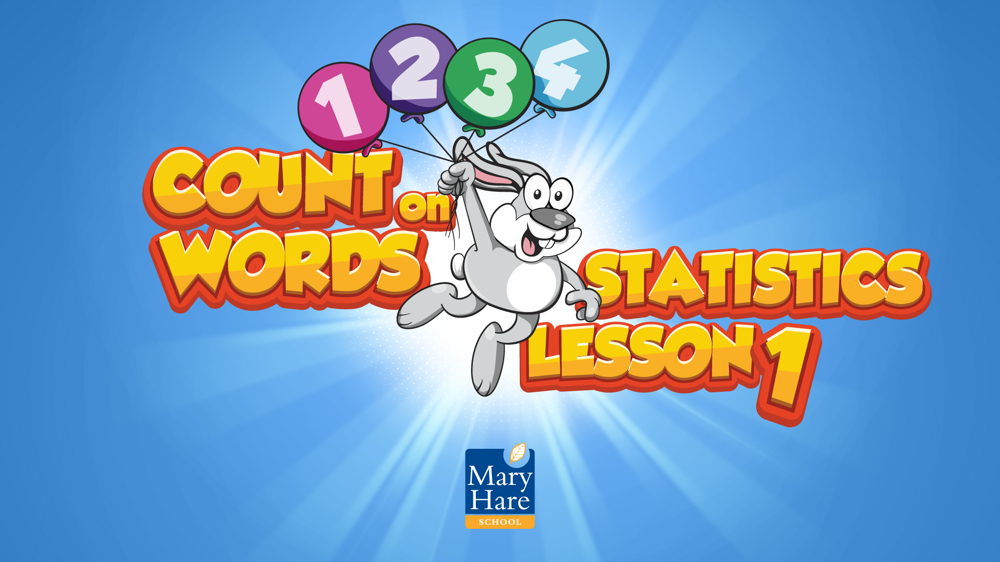 1 2 3 4
COUNT on
WORDS
STATISTICS
LESSON 1
Mary
Hare
SCHOOL